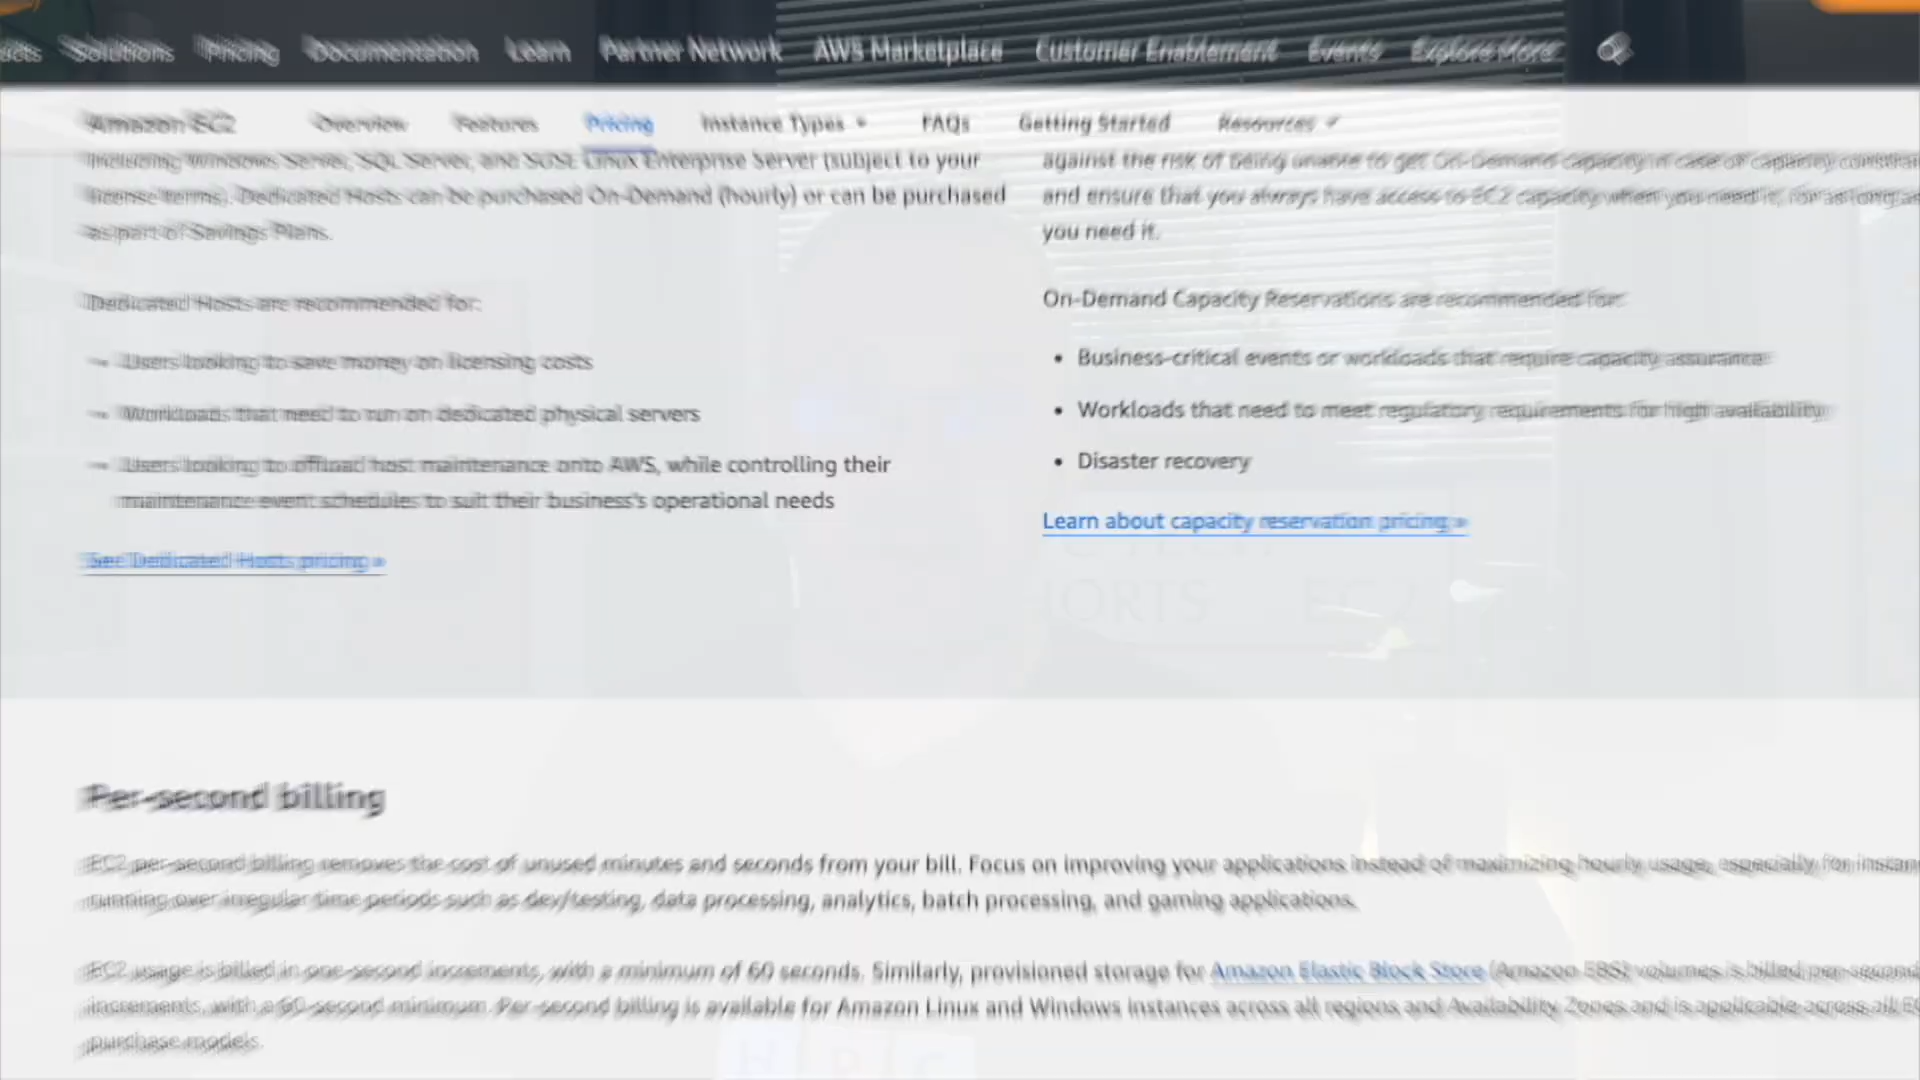 Solutions Pricing Documentation Learn Partner Network AWS Marketplace Customer Enablement Events Explore More
Amazon EC2 Overview Features Pricing Instance Types FAQs Getting Started Resources
including Windows Server, SQL Server, and SUSE Linux Enterprise Server (subject to your
license terms). Dedicated Hosts can be purchased On-Demand (hourly) or can be purchased
as part of Savings Plans.
Dedicated Hosts are recommended for:
Users looking to save money on licensing costs
Workloads that need to run on dedicated physical servers
Users looking to offload host maintenance onto AWS, while controlling their
maintenance event schedules to suit their business's operational needs
See Dedicated Hosts pricing »
against the risk of being unable to get On-Demand capacity in case of capacity
and ensure that you always have access to EC2 capacity when you need it, for as long as
you need it.
On-Demand Capacity Reservations are recommended for:
• Business-critical events or workloads that require capacity assurance
• Workloads that need to meet regulatory requirements for high availability
• Disaster recovery
Learn about capacity reservation pricing »
HORTS EC2
Per-second billing
EC2 per-second billing removes the cost of unused minutes and seconds from your bill. Focus on improving your applications instead of maximizing hourly usage, especially for
running over irregular time periods such as dev/testing, data processing, analytics, batch processing, and gaming applications.
EC2 usage is billed in one-second increments, with a minimum of 60 seconds. Similarly, provisioned storage for Amazon Elastic Block Store (Amazon EBS) volumes is billed per-second
increments, with a 60-second minimum. Per-second billing is available for Amazon Linux and Windows instances across all regions and Availability Zones and is applicable across all
purchase models.
H P C